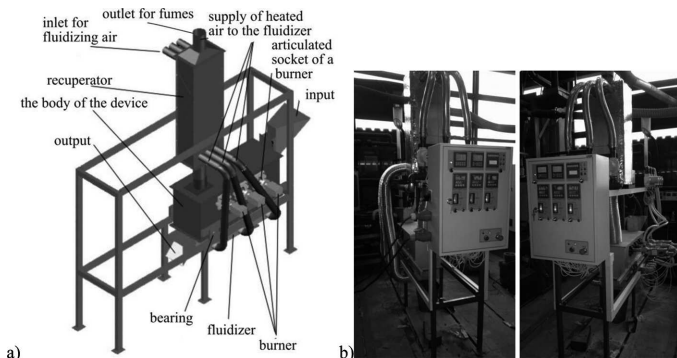 outlet for fumes
inlet for
fluidizing air
supply of heated
air to the fluidizer
articulated
socket of a
burner
input
recuperator
the body of the device
output
bearing
fluidizer
burner
a)
b)